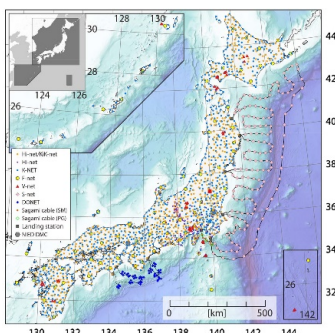 128 130
30
28
26
124 126
44
42
40
38
36
34
32
Hi-net/KiK-net
Hi-net
K-NET
F-net
V-net
S-net
DONET
Sagami cable (SM)
Sagami cable (PG)
Landing station
NIED/DMC
26
142
0 500
[km]
130 132 134 136 138 140 142 144